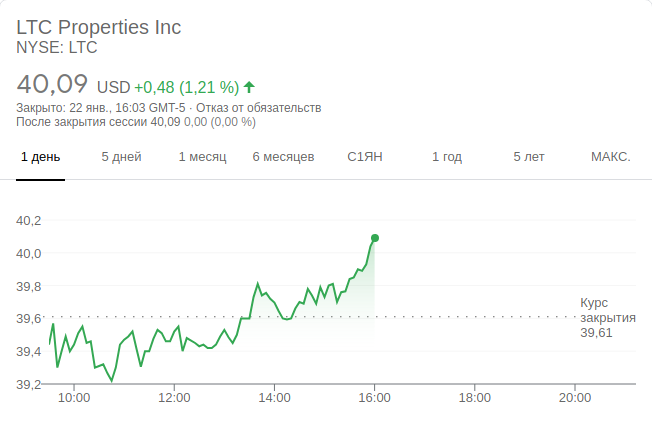 LTC Properties Inc
NYSE: LTC
40,09 USD +0,48 (1,21 %)
Закрыто: 22 янв., 16:03 GMT-5 · Отказ от обязательств
После закрытия сессии 40,09 0,00 (0,00 %)
1 день 5 дней 1 месяц 6 месяцев С1ЯН 1 год 5 лет МАКС.
40,2
40,0
39,8
39,6
39,4
39,2
Курс
закрытия
39,61
10:00 12:00 14:00 16:00 18:00 20:00